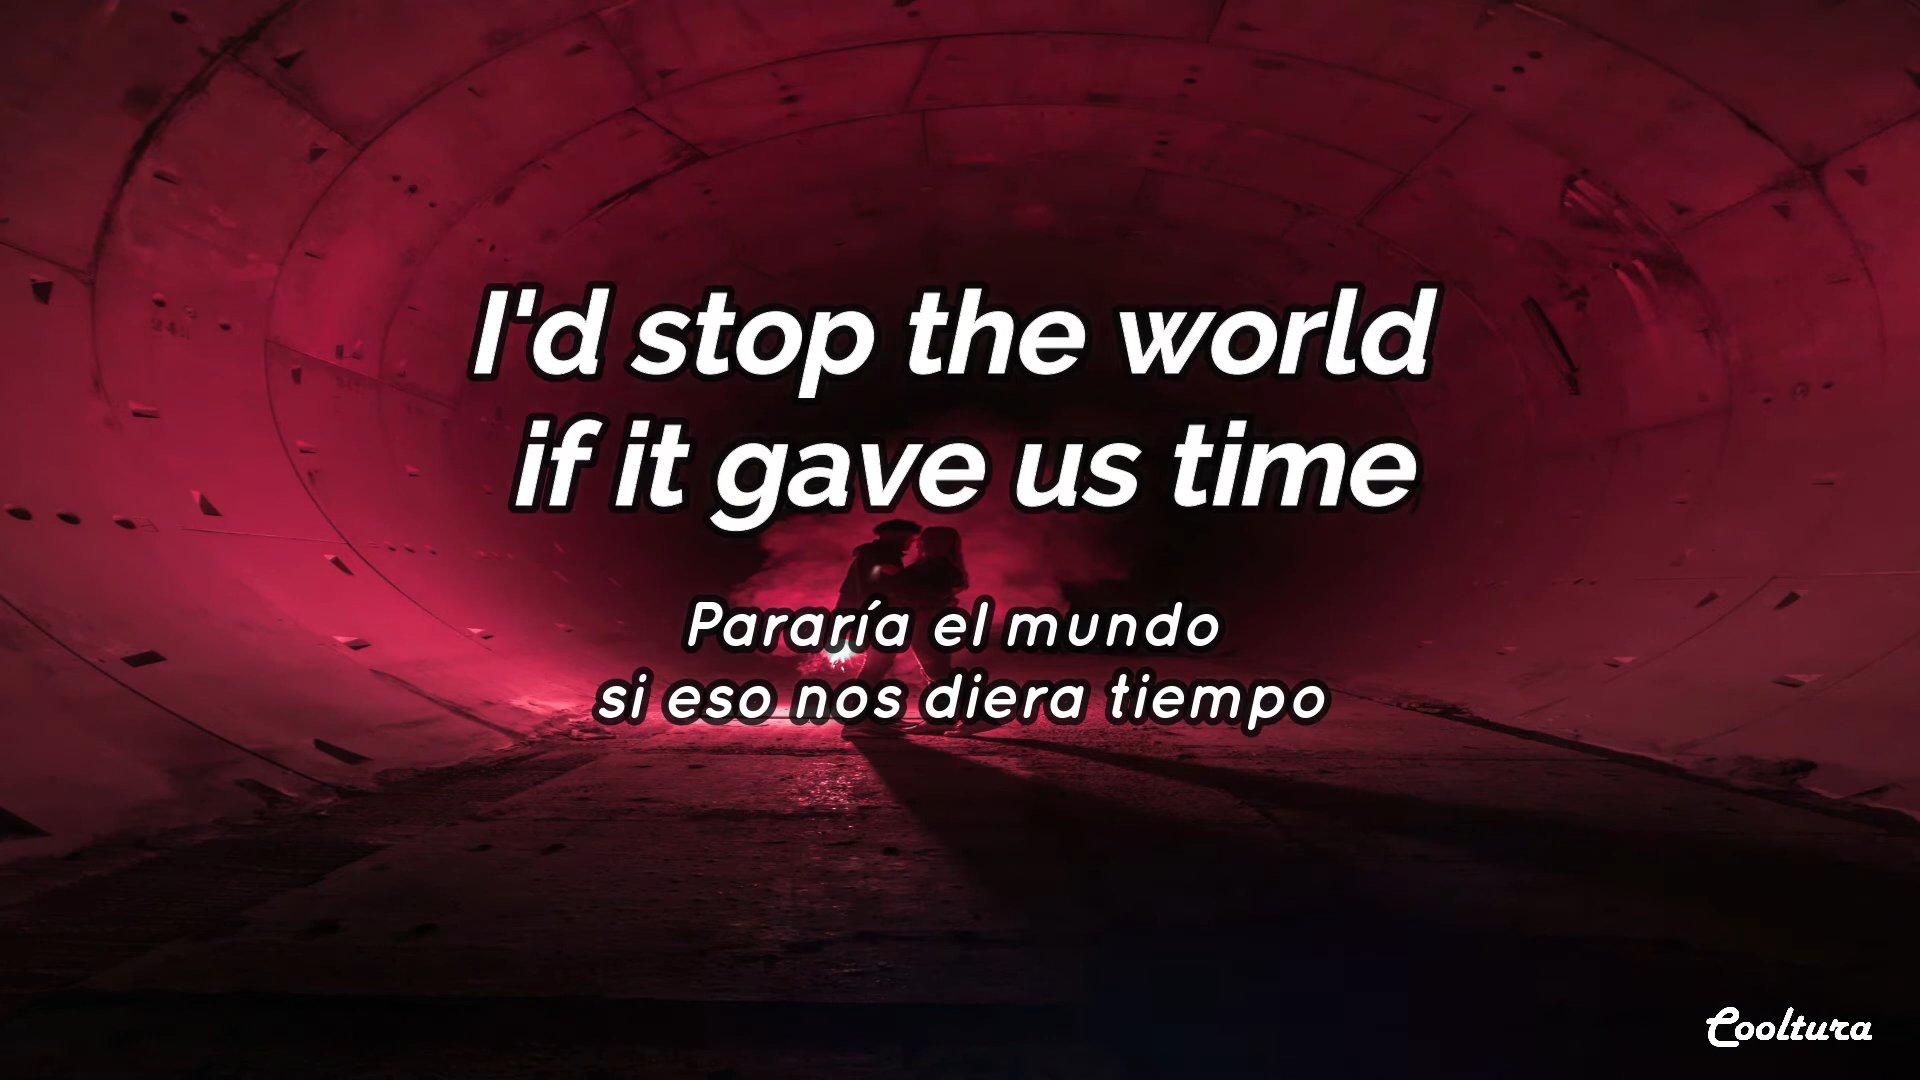 I'd stop the world
if it gave us time
Pararía el mundo
si eso nos diera tiempo
Cooltura